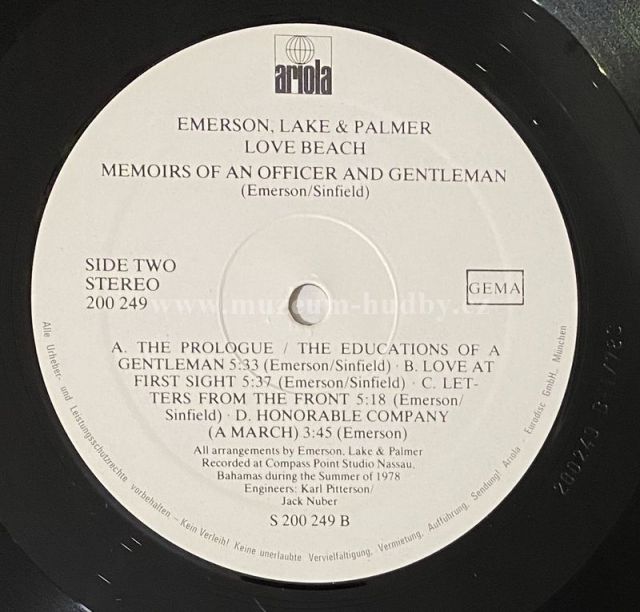 ariola
EMERSON, LAKE & PALMER
LOVE BEACH
MEMOIRS OF AN OFFICER AND GENTLEMAN
(Emerson/Sinfield)
SIDE TWO
STEREO
200 249
GEMA
www.muzeum-hudby.cz
A. THE PROLOGUE / THE EDUCATIONS OF A
GENTLEMAN 5:33 (Emerson/Sinfield) · B. LOVE AT
FIRST SIGHT 5:37 (Emerson/Sinfield) · C. LET-
TERS FROM THE FRONT 5:18 (Emerson/
Sinfield) · D. HONORABLE COMPANY
(A MARCH) 3:45 (Emerson)
All arrangements by Emerson, Lake & Palmer
Recorded at Compass Point Studio Nassau,
Bahamas during the Summer of 1978
Engineers: Karl Pitterson/
Jack Nuber
S 200 249 B
Alle Urheber- und Leistungsschutzrechte vorbehalten – Kein Verleih! Keine unerlaubte Vervielfältigung, Vermietung, Aufführung, Sendung! Ariola - Eurodisc GmbH., München
200249 B